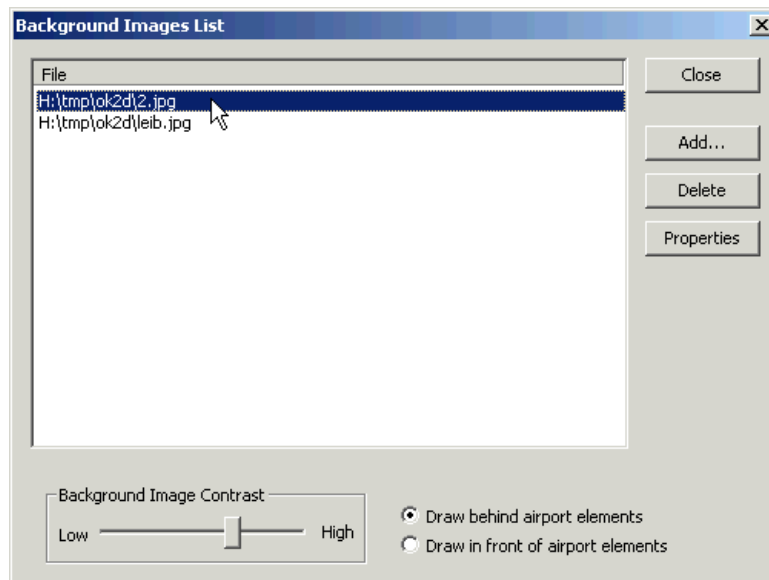 Background Images List
File
H:\tmp\ok2d\2.jpg
H:\tmp\ok2d\leib.jpg
Close
Add...
Delete
Properties
Background Image Contrast
Low High
Draw behind airport elements
Draw in front of airport elements